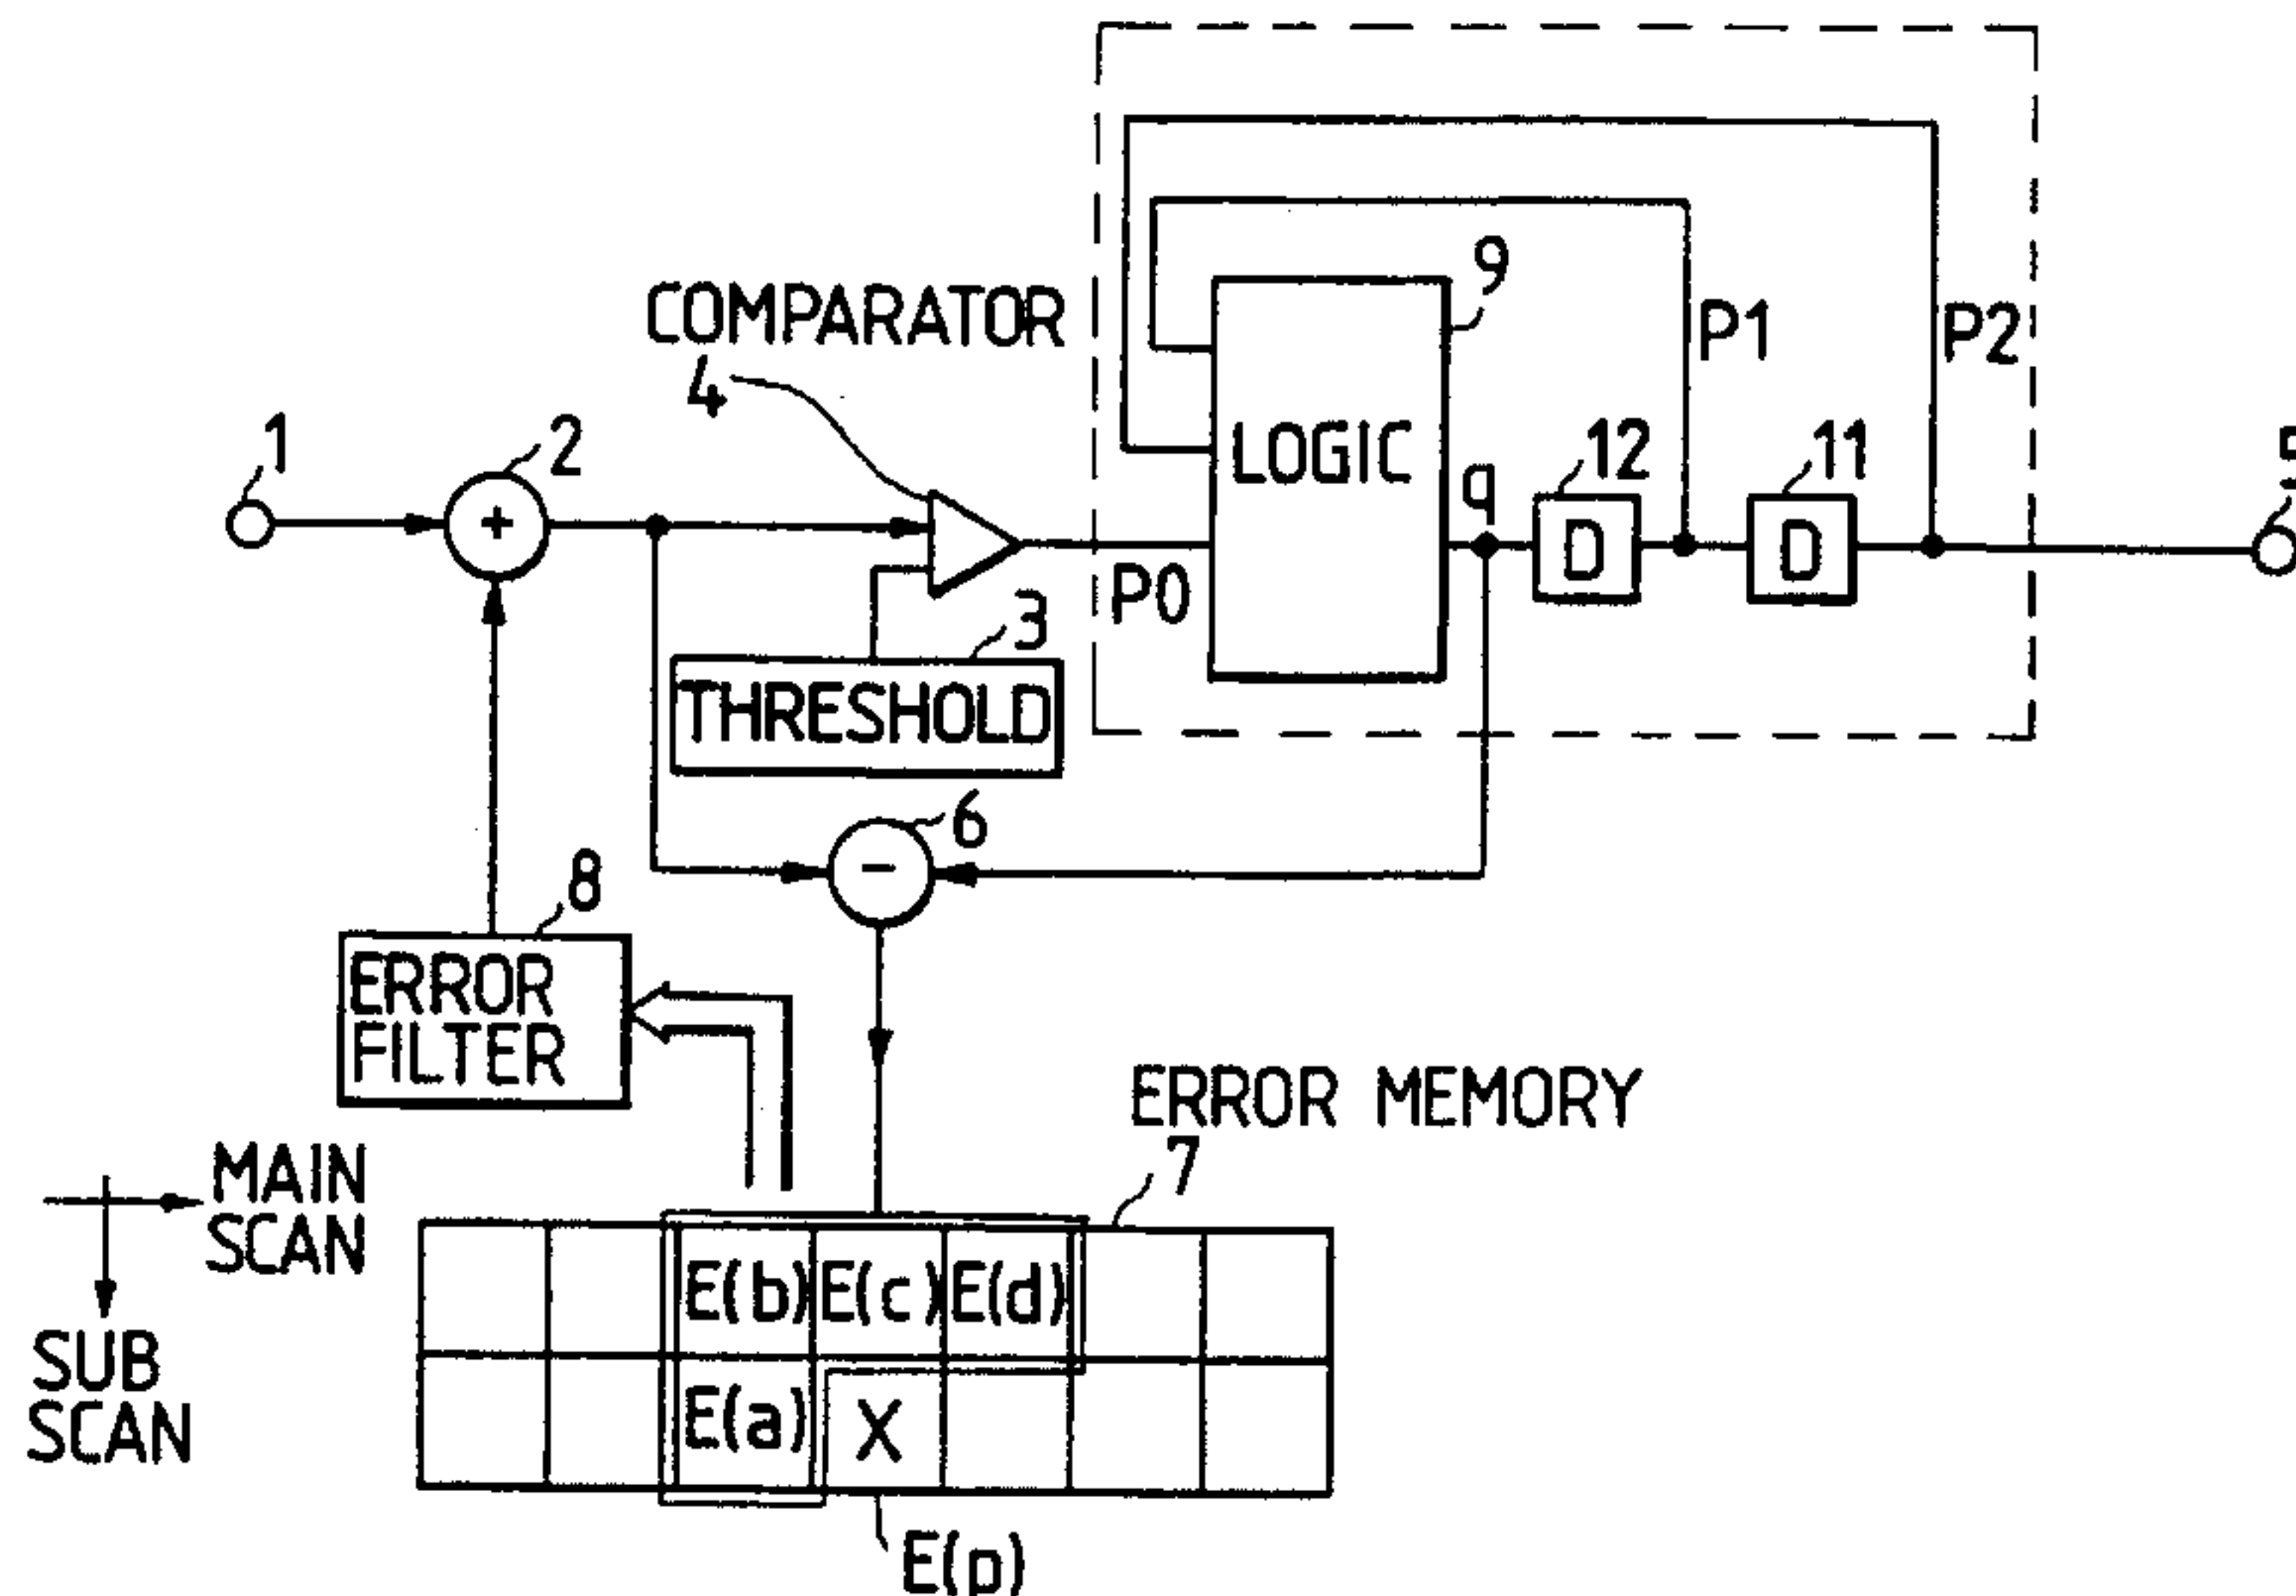 COMPARATOR
4
9
P1
P2
1
2
LOGIC
q
12
11
5
+
D
D
P0
3
THRESHOLD
6
−
8
ERROR
FILTER
ERROR MEMORY
7
MAIN
SCAN
SUB
SCAN
E(b) E(c) E(d)
E(a) X
E(p)